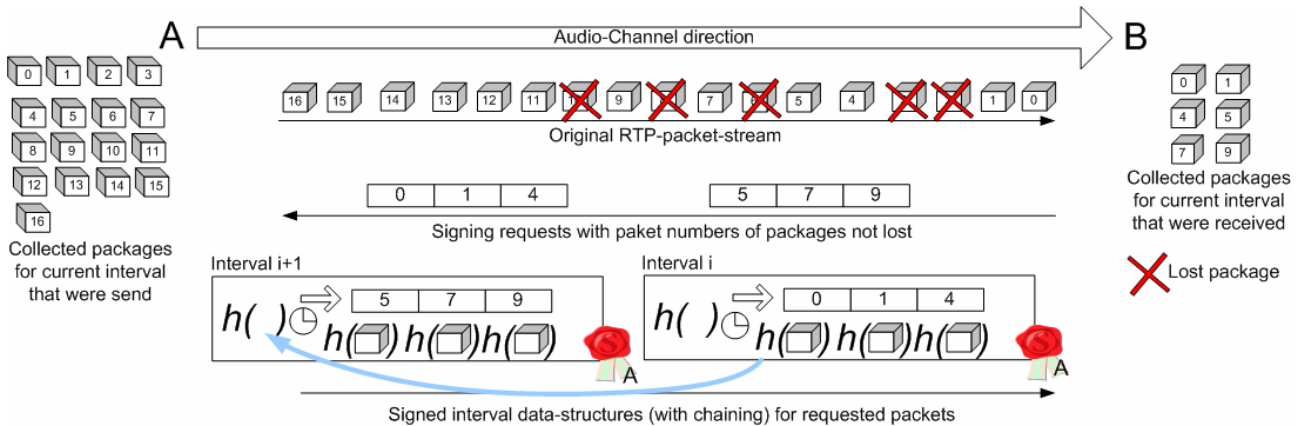 A
Audio-Channel direction
B
0 1 2 3
4 5 6 7
8 9 10 11
12 13 14 15
16
Collected packages
for current interval
that were send
16 15 14 13 12 11 9 7 5 4 1 0
Original RTP-packet-stream
0 1
4 5
7 9
Collected packages
for current interval
that were received
Lost package
0 1 4
5 7 9
Signing requests with paket numbers of packages not lost
Interval i+1
5 7 9
h( )
h( ) h( ) h( )
S
A
Interval i
0 1 4
h( )
h( ) h( ) h( )
S
A
Signed interval data-structures (with chaining) for requested packets